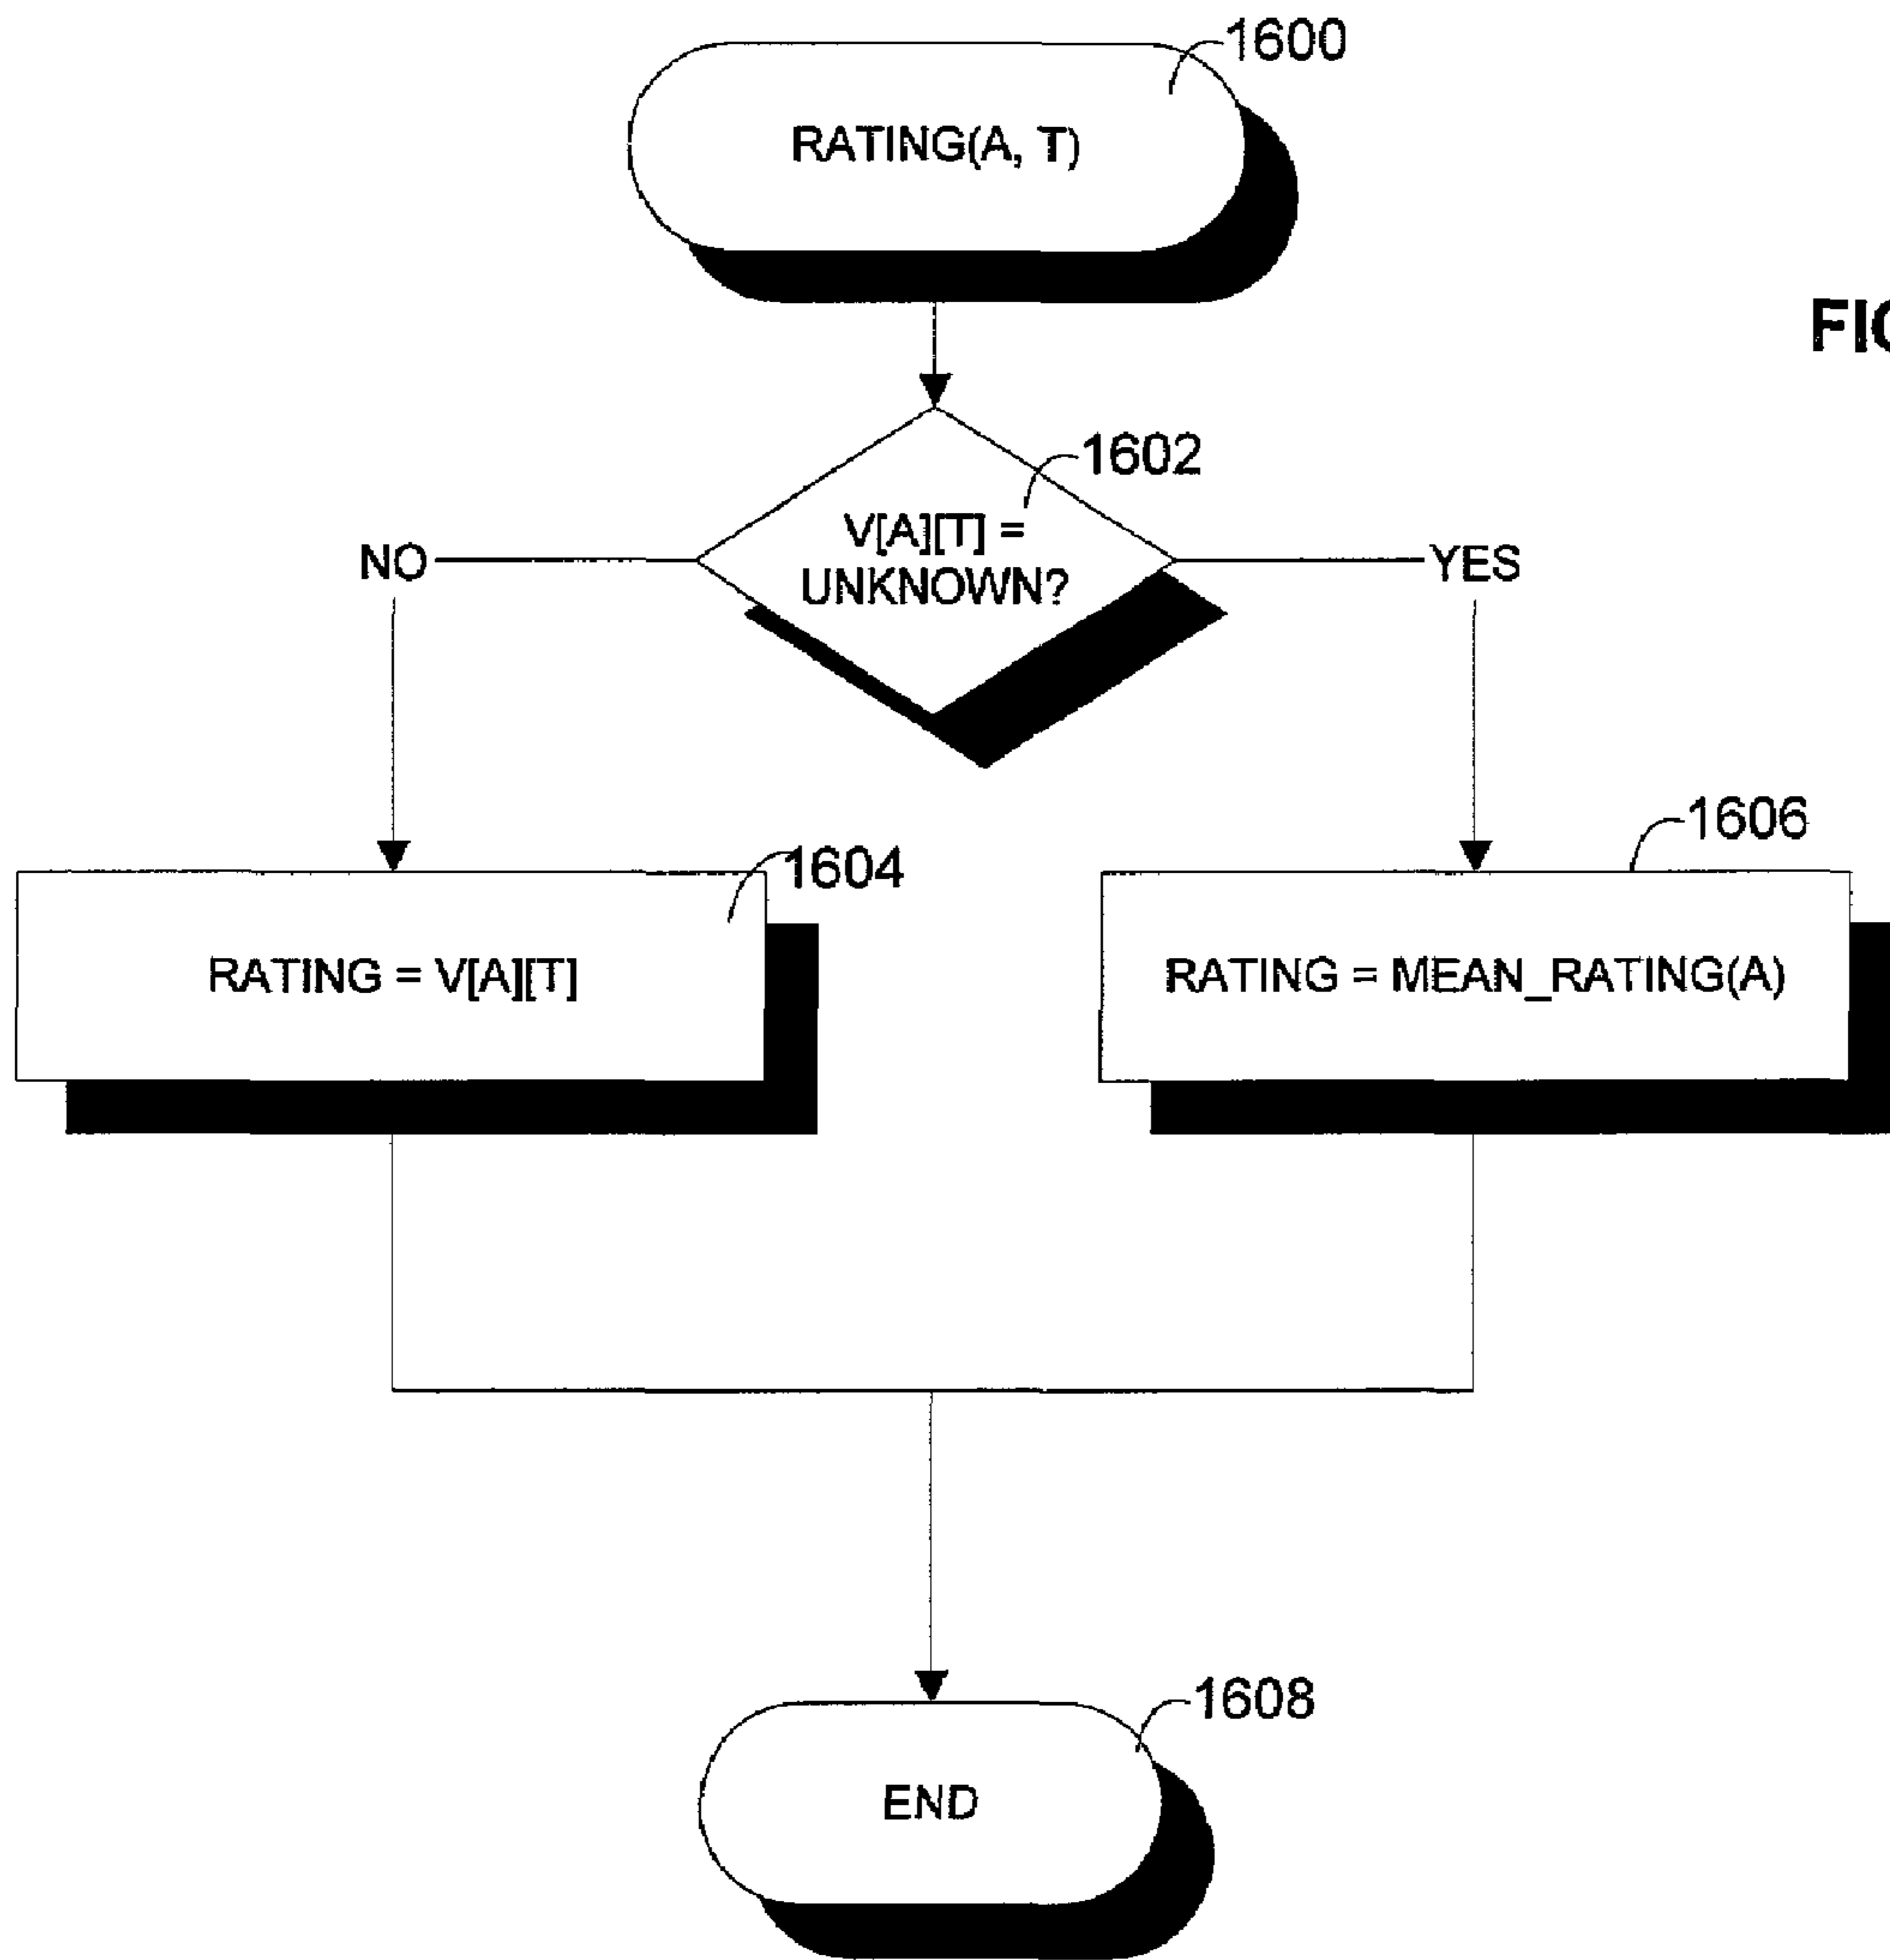 1600
RATING(A, T)
1602
V[A][T] =
UNKNOWN?
NO
YES
1604
RATING = V[A][T]
1606
RATING = MEAN_RATING(A)
1608
END